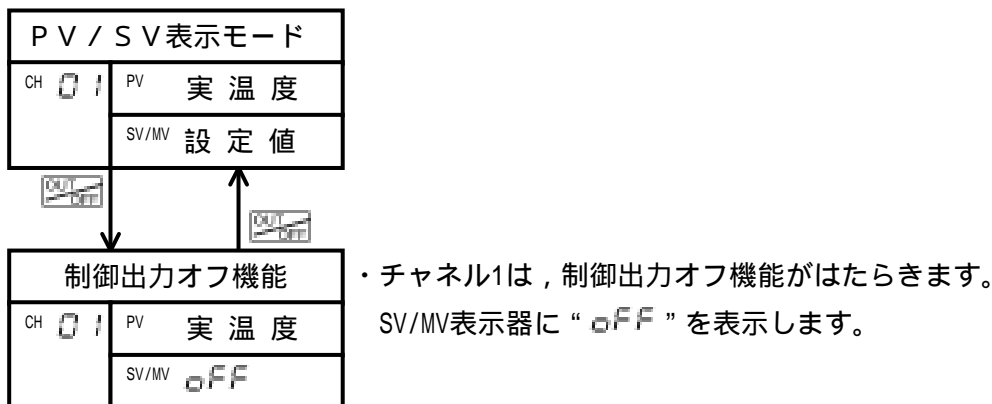 PV/SV表示モード
CH 01 PV 実温度
SV/MV 設定値
OUT/OFF
OUT/OFF
制御出力オフ機能
・チャネル1は,制御出力オフ機能がはたらきます。
CH 01 PV 実温度
SV/MV表示器に“oFF”を表示します。
SV/MV oFF